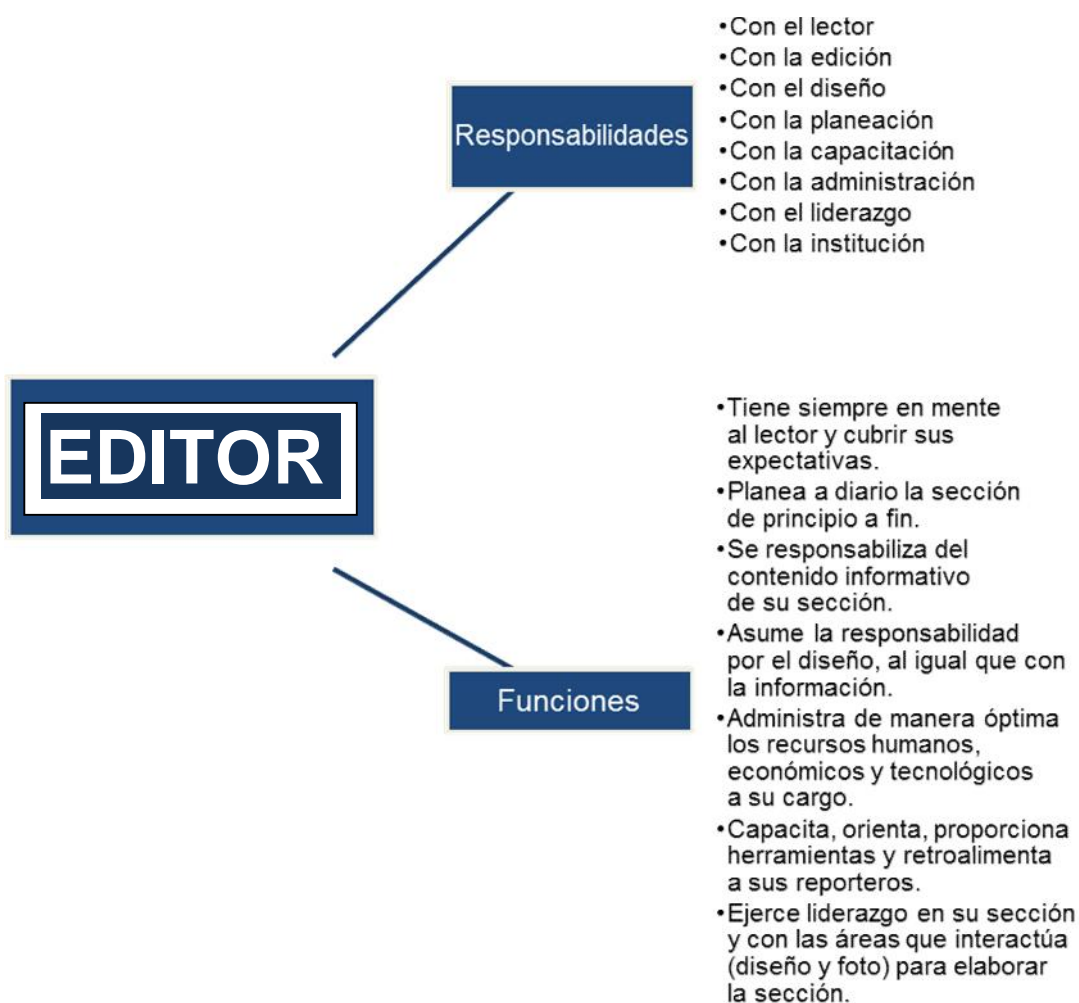 •Con el lector
•Con la edición
•Con el diseño
•Con la planeación
•Con la capacitación
•Con la administración
•Con el liderazgo
•Con la institución
Responsabilidades
EDITOR
•Tiene siempre en mente
al lector y cubrir sus
expectativas.
•Planea a diario la sección
de principio a fin.
•Se responsabiliza del
contenido informativo
de su sección.
•Asume la responsabilidad
por el diseño, al igual que con
la información.
•Administra de manera óptima
los recursos humanos,
económicos y tecnológicos
a su cargo.
•Capacita, orienta, proporciona
herramientas y retroalimenta
a sus reporteros.
•Ejerce liderazgo en su sección
y con las áreas que interactúa
(diseño y foto) para elaborar
la sección.
Funciones